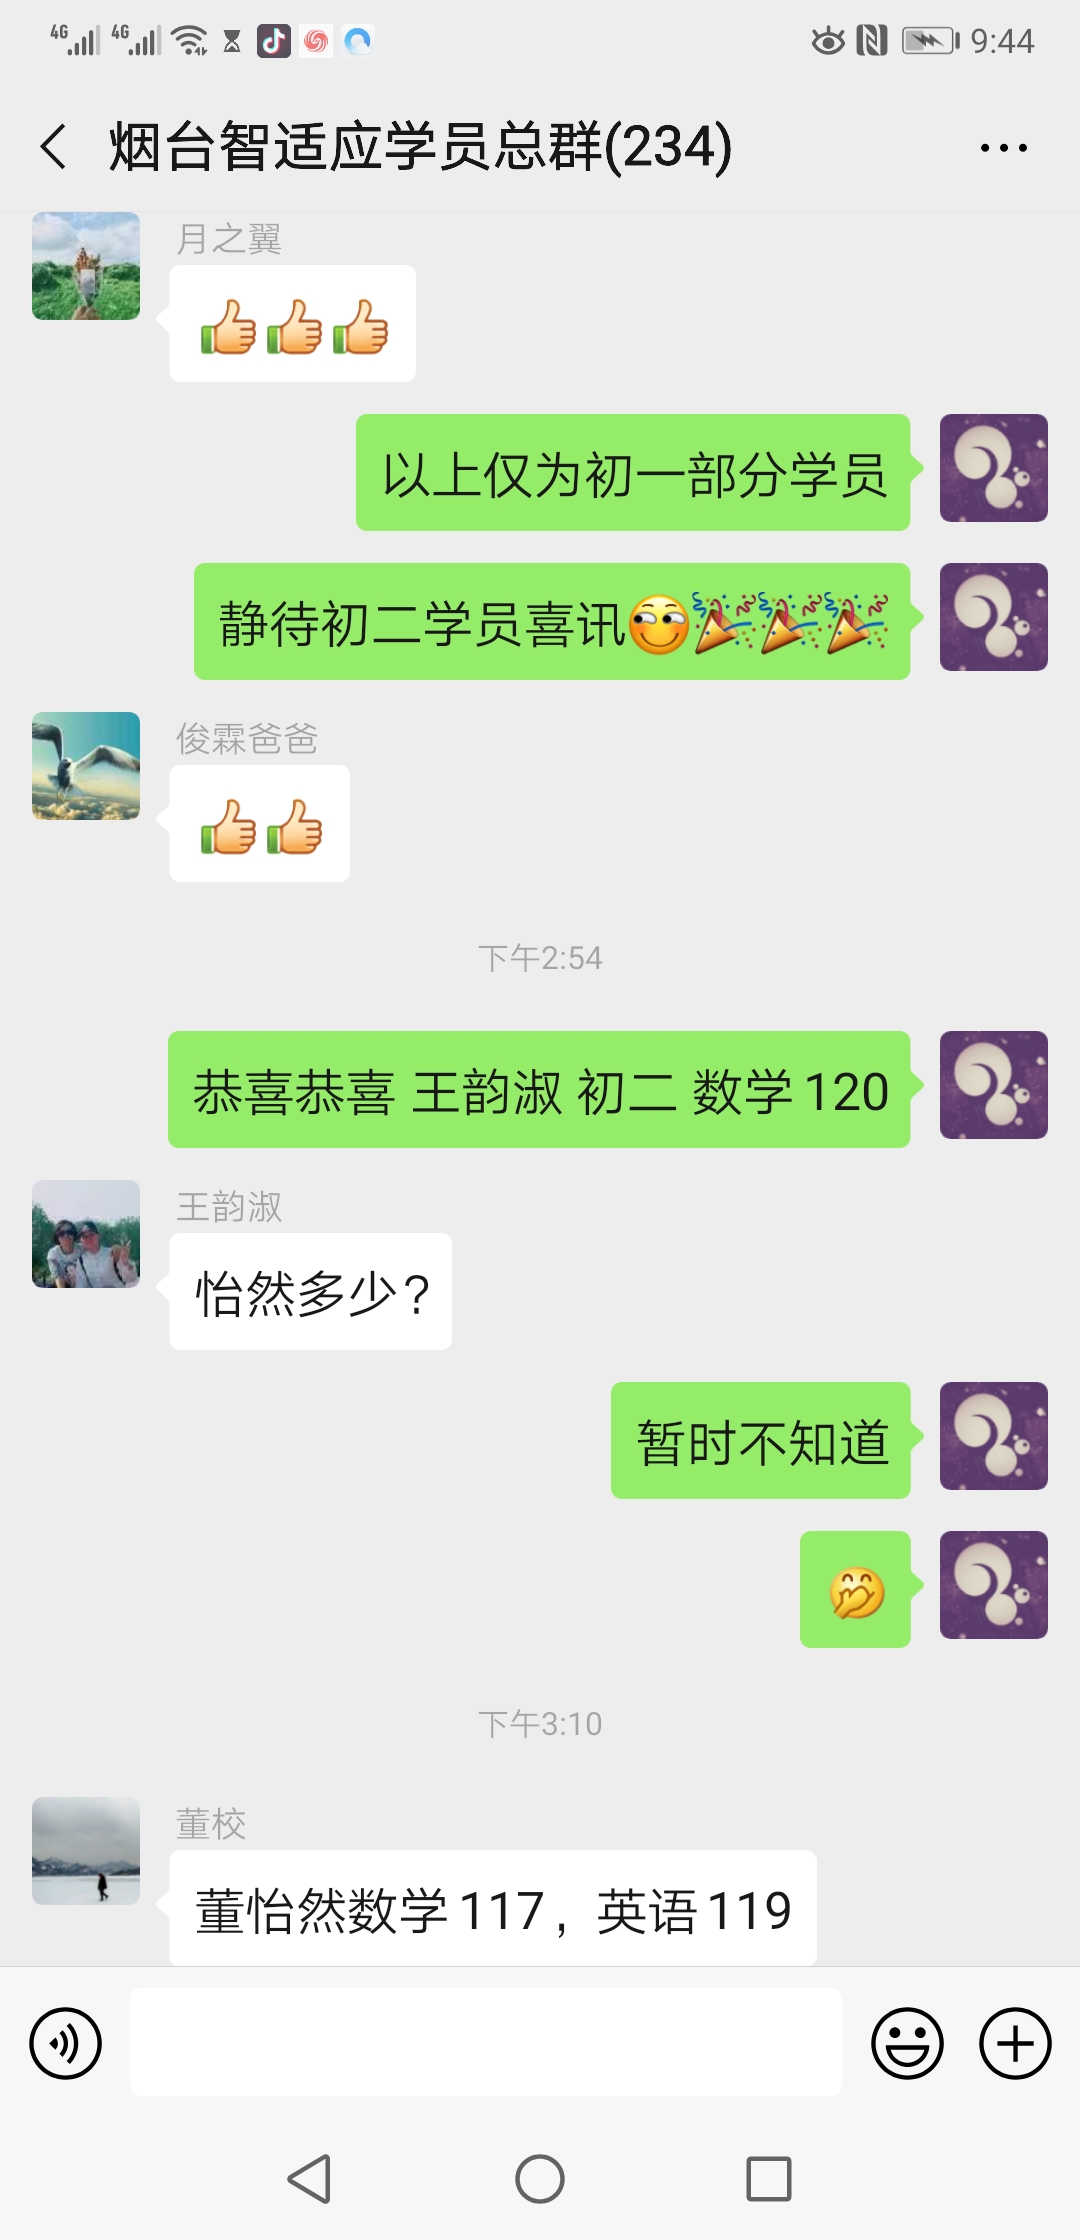 4G 4G 9:44
烟台智适应学员总群(234)
月之翼
👍👍👍
以上仅为初一部分学员
静待初二学员喜讯🎉🎉🎉
俊霖爸爸
👍👍
下午2:54
恭喜恭喜 王韵淑 初二 数学120
王韵淑
怡然多少?
暂时不知道
下午3:10
董校
董怡然数学117，英语119